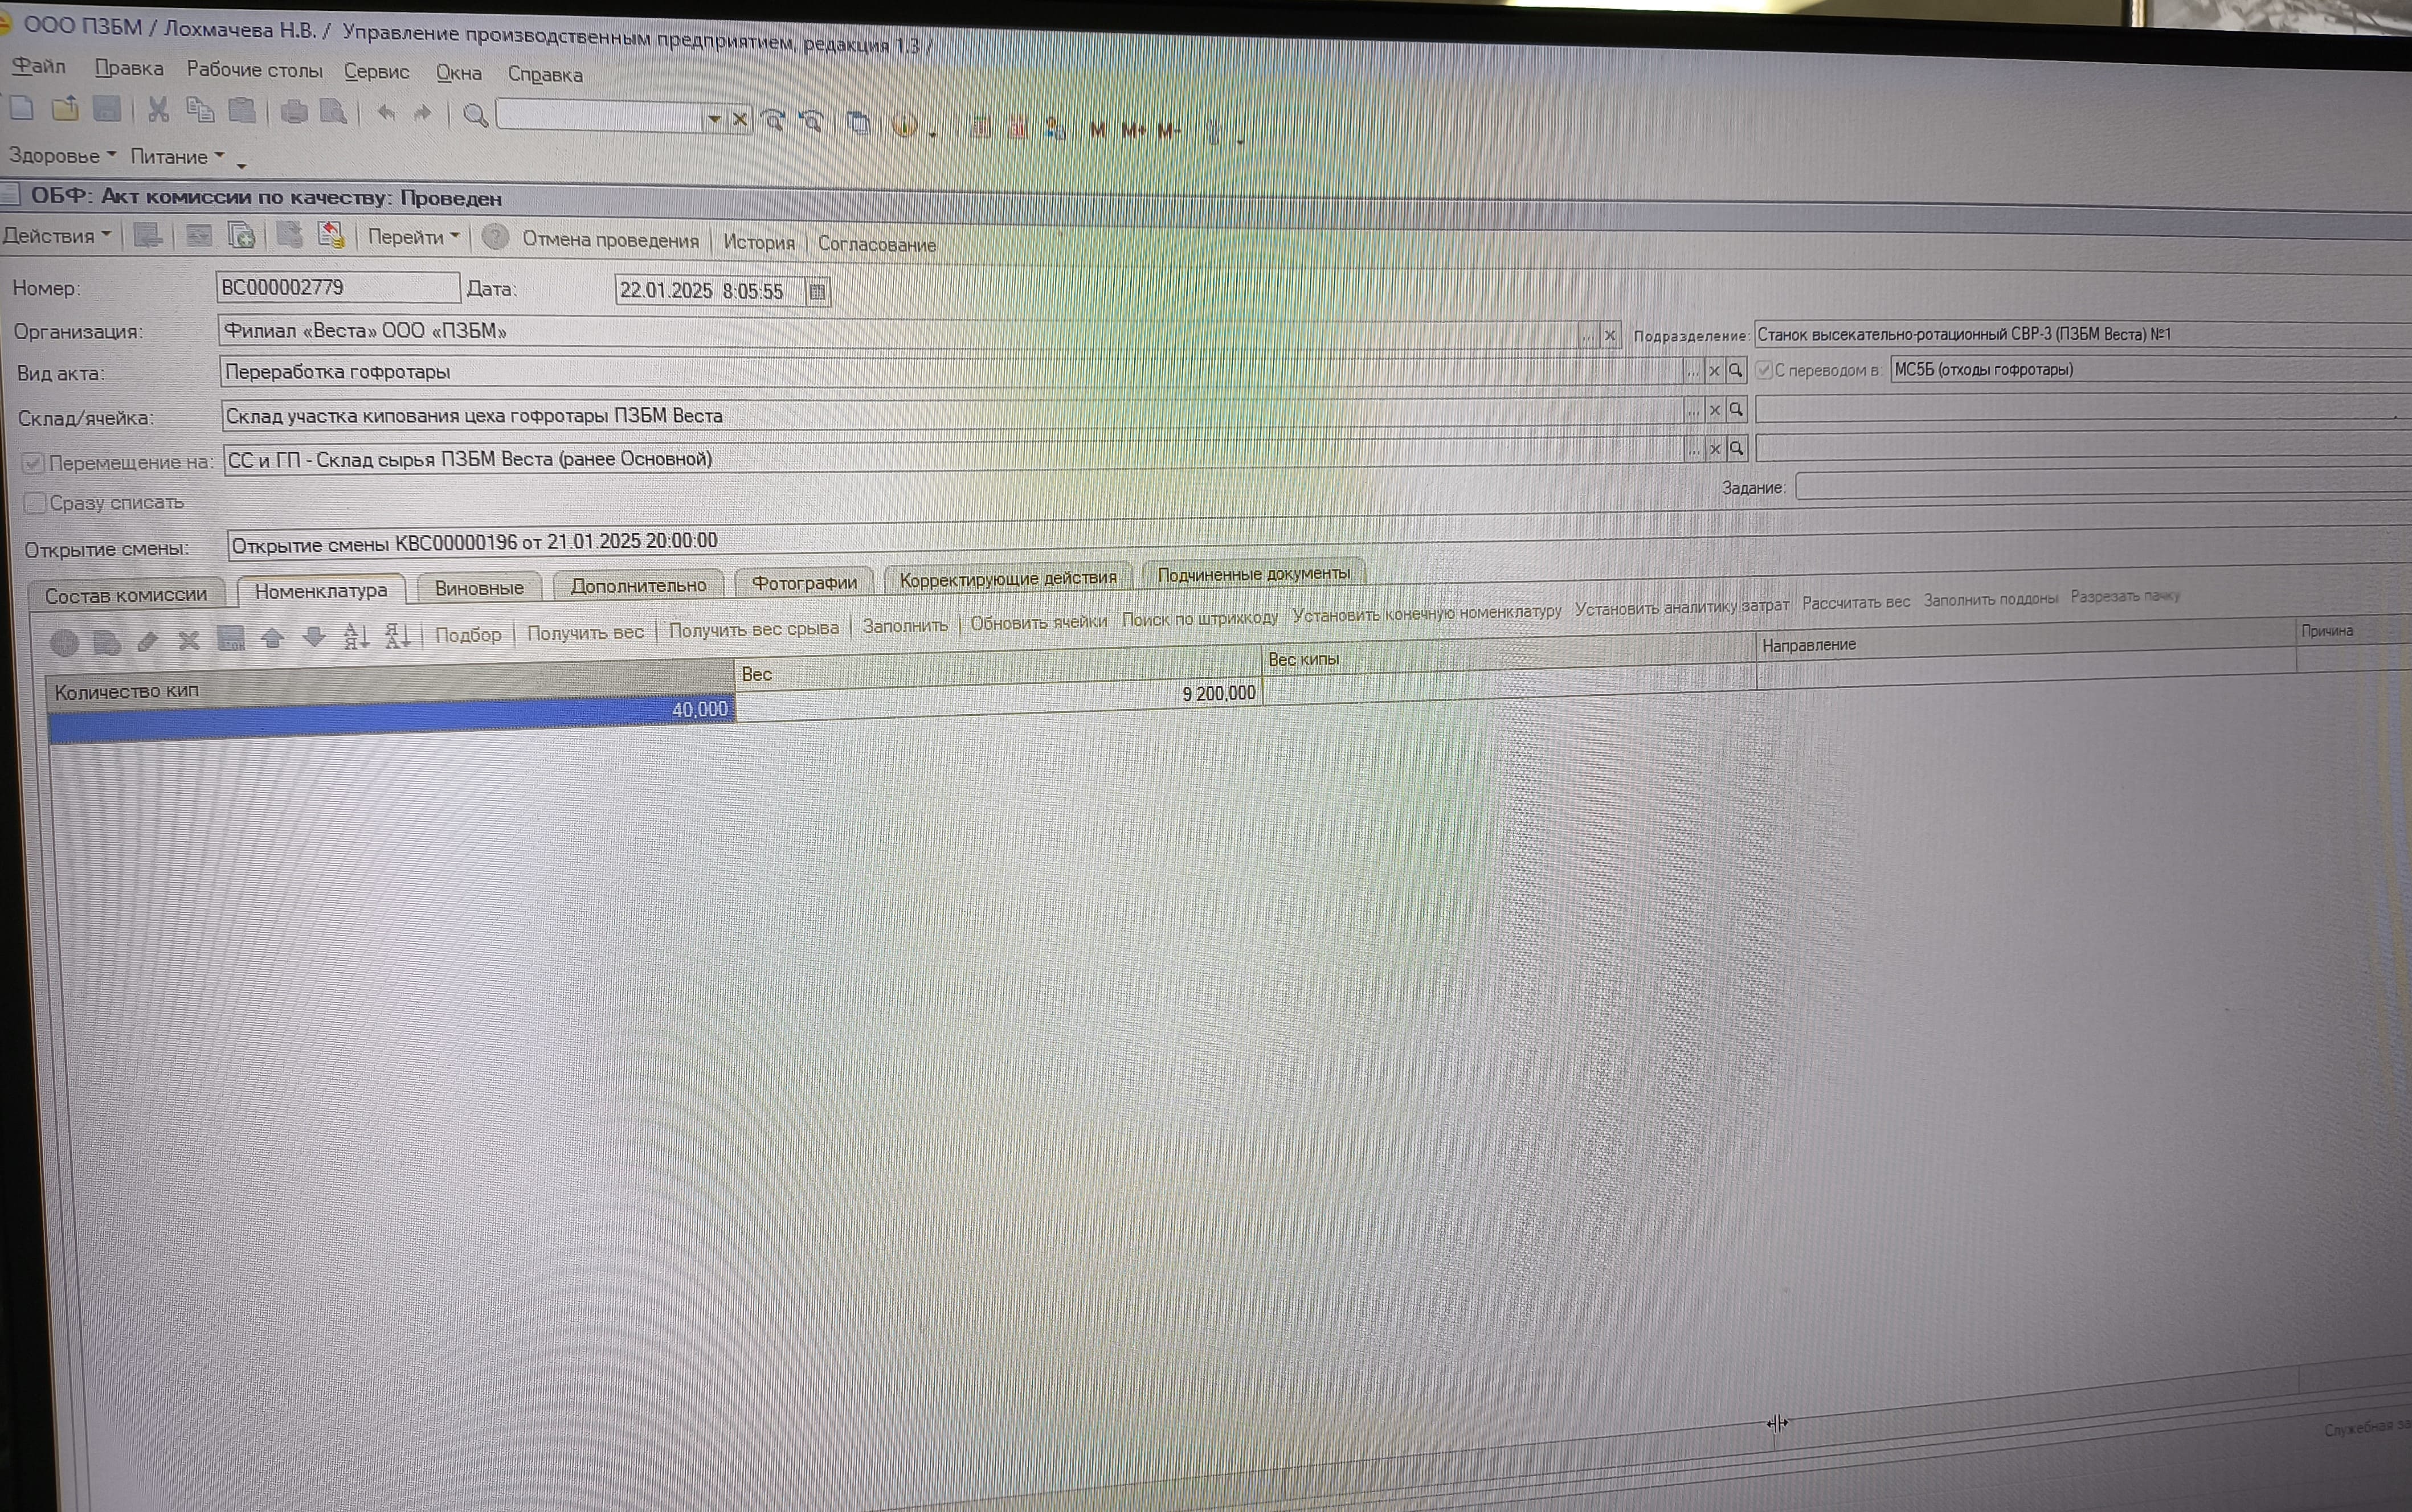 ООО ПЗБМ / Лохмачева Н.В. / Управление производственным предприятием, редакция 1.3 /
Файл Правка Рабочие столы Сервис Окна Справка
M M+ M-
Здоровье Питание
ОБФ: Акт комиссии по качеству: Проведен
Действия Перейти Отмена проведения История Согласование
Номер: ВС000002779 Дата: 22.01.2025 8:05:55
Организация: Филиал «Веста» ООО «ПЗБМ» Подразделение: Станок высекательно-ротационный СВР-3 (ПЗБМ Веста) №1
Вид акта: Переработка гофротары С переводом в: МС5Б (отходы гофротары)
Склад/ячейка: Склад участка кипования цеха гофротары ПЗБМ Веста
Перемещение на: СС и ГП - Склад сырья ПЗБМ Веста (ранее Основной)
Сразу списать Задание:
Открытие смены: Открытие смены КВС00000196 от 21.01.2025 20:00:00
Состав комиссии Номенклатура Виновные Дополнительно Фотографии Корректирующие действия Подчиненные документы
Подбор Получить вес Получить вес срыва Заполнить Обновить ячейки Поиск по штрихкоду Установить конечную номенклатуру Установить аналитику затрат Рассчитать вес Заполнить поддоны Разрезать пачку
Количество кип Вес Вес кипы Направление Причина
40,000 9 200,000
Служебная